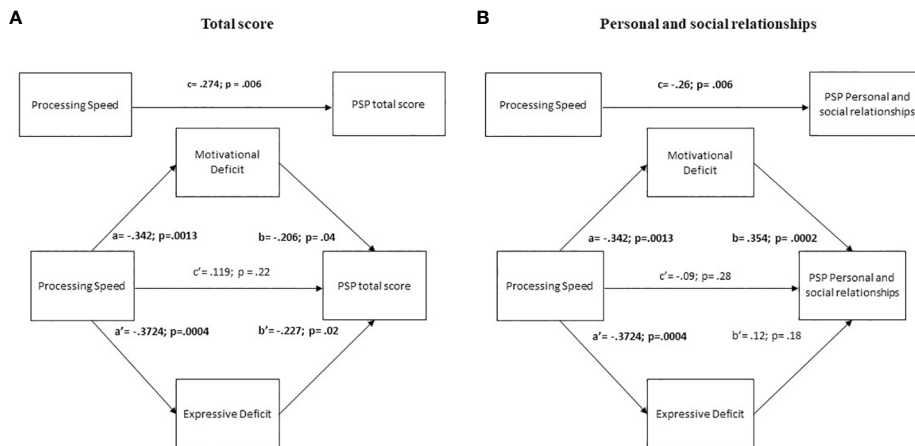 A
Total score
c= .274; p = .006
Processing Speed
PSP total score
Motivational
Deficit
a= -.342; p=.0013
b= -.206; p= .04
Processing Speed
c’= .119; p = .22
PSP total score
a’= -.3724; p=.0004
b’= -.227; p= .02
Expressive Deficit
B
Personal and social relationships
c= -.26; p= .006
Processing Speed
PSP Personal and
social relationships
Motivational
Deficit
a= -.342; p=.0013
b= .354; p= .0002
Processing Speed
c’= -.09; p= .28
PSP Personal and
social relationships
a’= -.3724; p=.0004
b’= .12; p= .18
Expressive Deficit